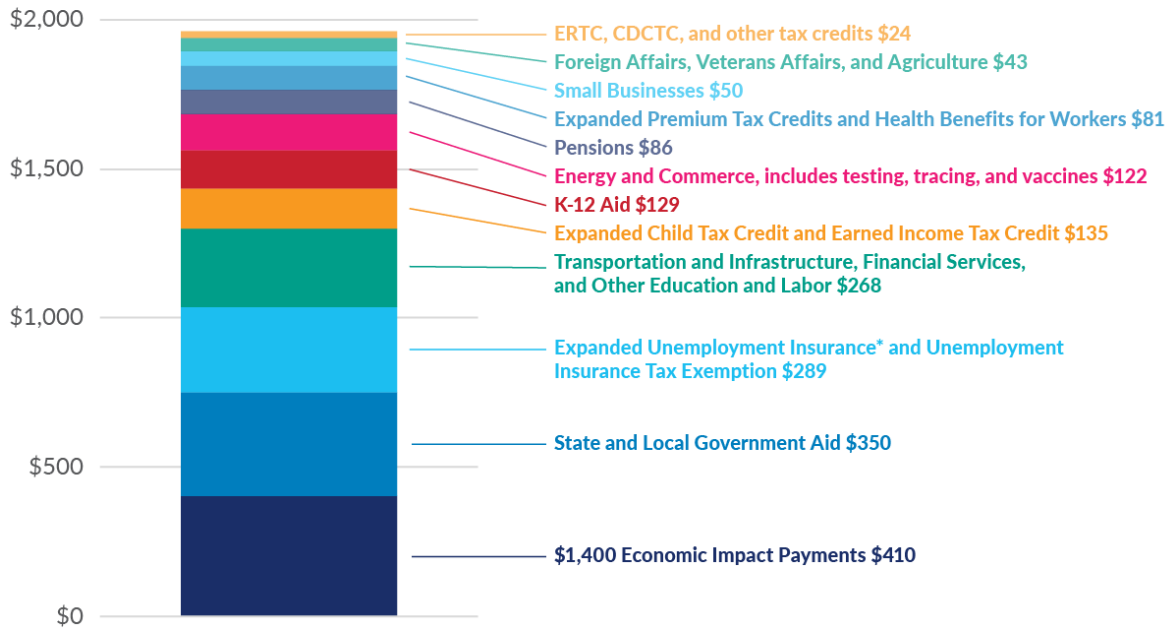 $2,000
ERTC, CDCTC, and other tax credits $24
Foreign Affairs, Veterans Affairs, and Agriculture $43
Small Businesses $50
Expanded Premium Tax Credits and Health Benefits for Workers $81
Pensions $86
$1,500
Energy and Commerce, includes testing, tracing, and vaccines $122
K-12 Aid $129
Expanded Child Tax Credit and Earned Income Tax Credit $135
Transportation and Infrastructure, Financial Services,
and Other Education and Labor $268
$1,000
Expanded Unemployment Insurance* and Unemployment
Insurance Tax Exemption $289
State and Local Government Aid $350
$500
$1,400 Economic Impact Payments $410
$0